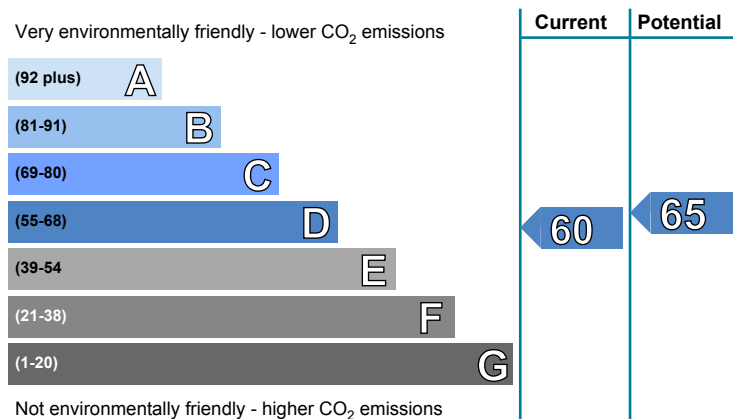 Current Potential
Very environmentally friendly - lower CO2 emissions
(92 plus) A
(81-91) B
(69-80) C
(55-68) D
60 65
(39-54 E
(21-38) F
(1-20) G
Not environmentally friendly - higher CO2 emissions